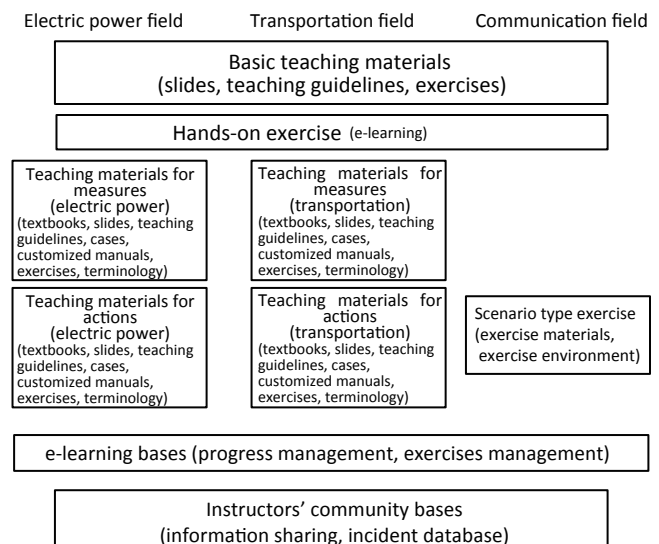 Electric power field Transportation field Communication field
Basic teaching materials
(slides, teaching guidelines, exercises)
Hands-on exercise (e-learning)
Teaching materials for
measures
(electric power)
(textbooks, slides, teaching
guidelines, cases,
customized manuals,
exercises, terminology)
Teaching materials for
measures
(transportation)
(textbooks, slides, teaching
guidelines, cases,
customized manuals,
exercises, terminology)
Teaching materials for
actions
(electric power)
(textbooks, slides, teaching
guidelines, cases,
customized manuals,
exercises, terminology)
Teaching materials for
actions
(transportation)
(textbooks, slides, teaching
guidelines, cases,
customized manuals,
exercises, terminology)
Scenario type exercise
(exercise materials,
exercise environment)
e-learning bases (progress management, exercises management)
Instructors’ community bases
(information sharing, incident database)